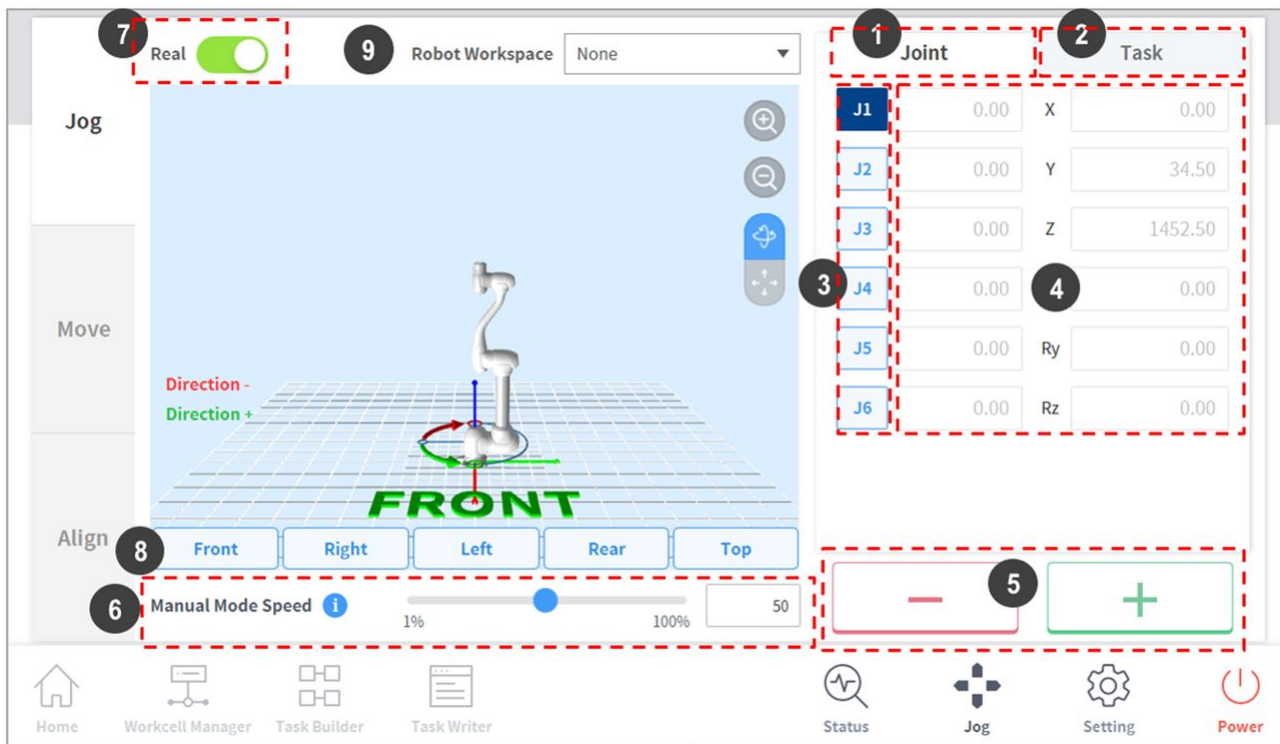 7
Real
9
Robot Workspace
None
1
Joint
2
Task
Jog
Move
Align
J1 0.00 X 0.00
J2 0.00 Y 34.50
J3 0.00 Z 1452.50
3
J4 0.00 4 0.00
J5 0.00 Ry 0.00
J6 0.00 Rz 0.00
Direction -
Direction +
FRONT
8
Front
Right
Left
Rear
Top
6
Manual Mode Speed i
1%
100%
50
− 5 +
Home
Workcell Manager
Task Builder
Task Writer
Status
Jog
Setting
Power